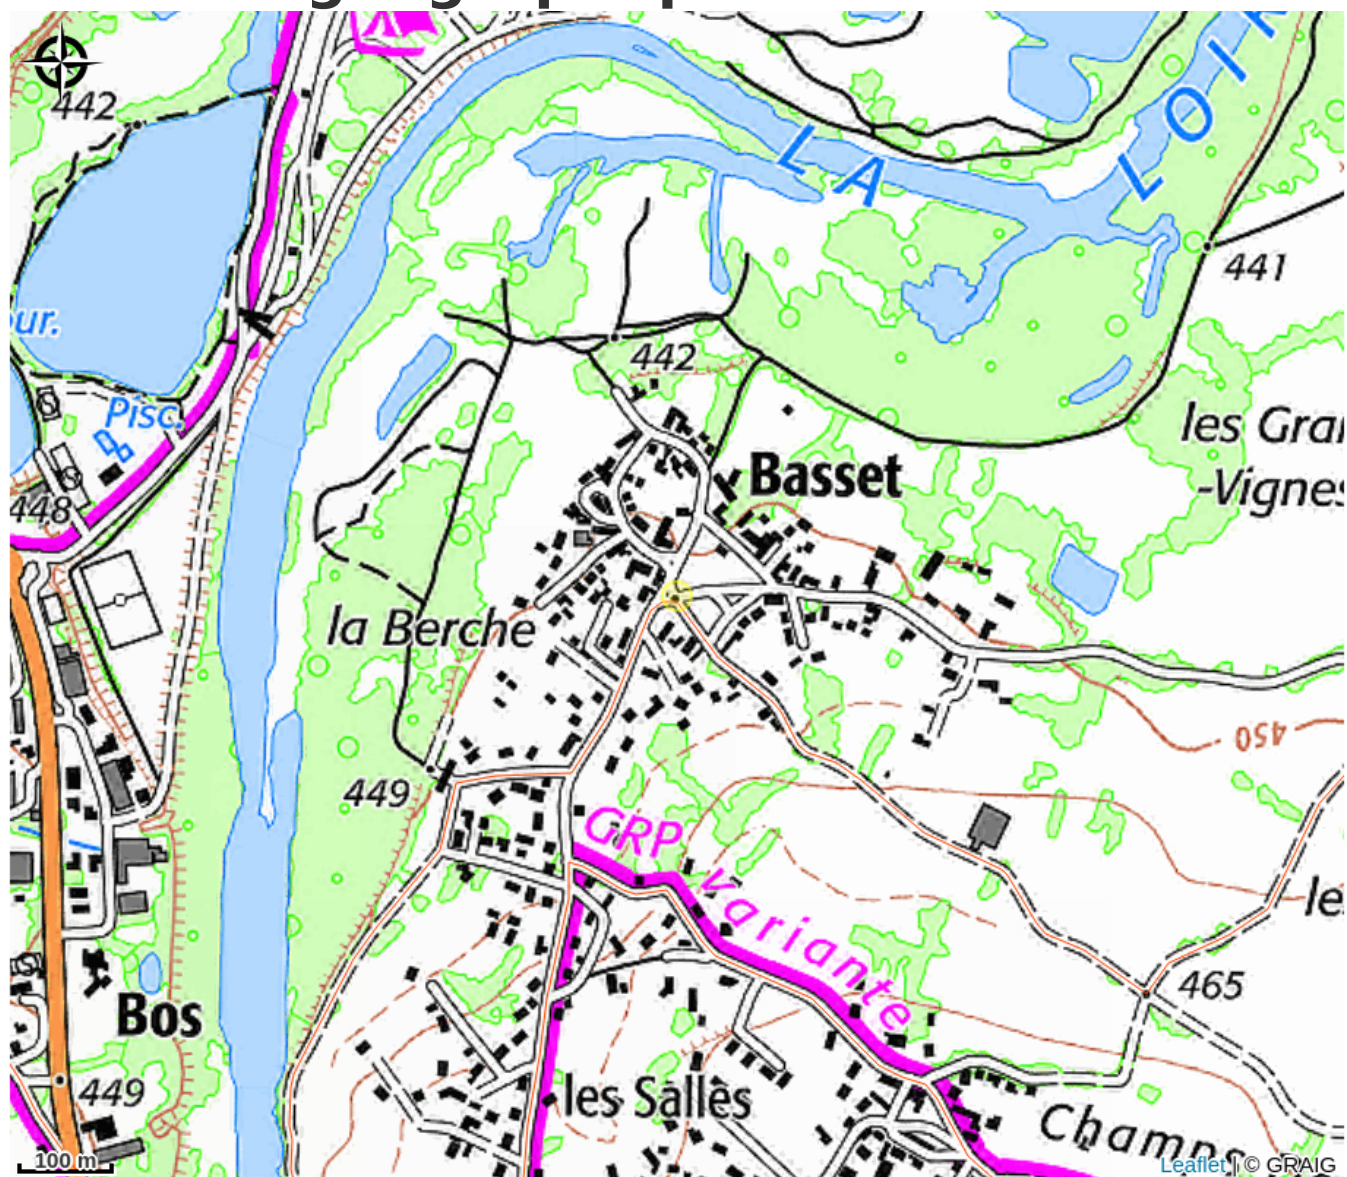 442
LA LOIR
441
ur.
442
Pisc.
les Gra
-Vignes
Basset
448
la Berche
450
449
GRP Variante
le
465
Bos
449
les Salles
Champs
100 m
Leaflet | © GRAIG